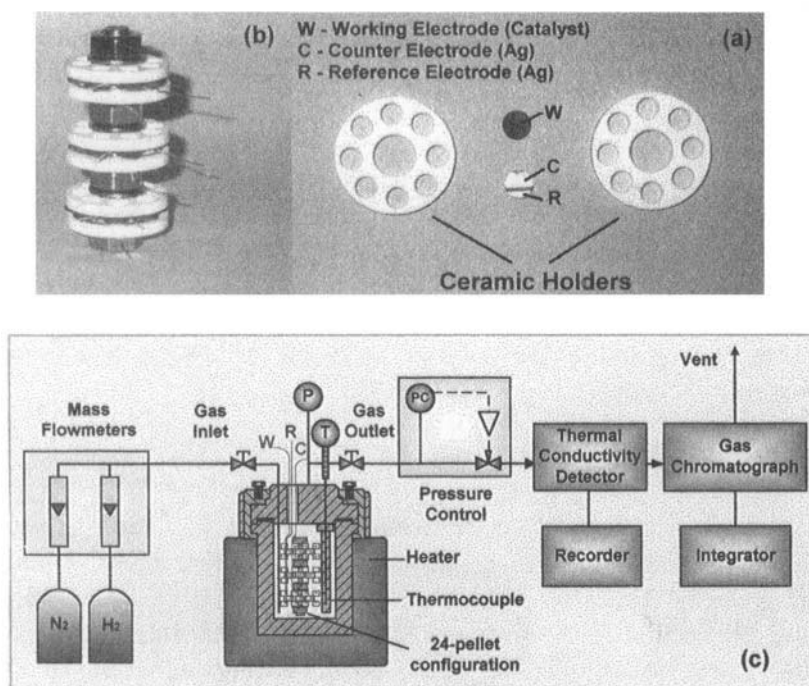 (b)
W - Working Electrode (Catalyst)
C - Counter Electrode (Ag)
R - Reference Electrode (Ag)
(a)
W
C
R
Ceramic Holders
Mass
Flowmeters
Gas
Inlet
W
R
C
P
T
Gas
Outlet
PC
Pressure
Control
Vent
Thermal
Conductivity
Detector
Gas
Chromatograph
Recorder
Integrator
Heater
Thermocouple
24-pellet
configuration
N2
H2
(c)